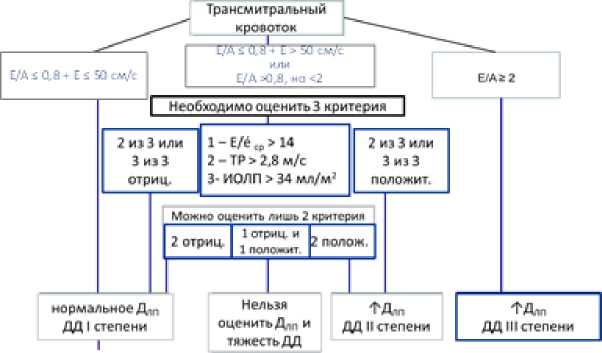 Трансмитральный
кровоток
E/A ≤ 0,8 + E ≤ 50 см/с
E/A ≤ 0,8 + E > 50 см/с
или
E/A >0,8, но <2
E/A ≥ 2
Необходимо оценить 3 критерия
2 из 3 или
3 из 3
отриц.
1 – E/é ср > 14
2 – ТР > 2,8 м/с
3- ИОЛП > 34 мл/м²
2 из 3 или
3 из 3
положит.
Можно оценить лишь 2 критерия
2 отриц.
1 отриц. и
1 положит.
2 полож.
нормальное ДЛП
ДД I степени
Нельзя
оценить ДЛП и
тяжесть ДД
↑ДЛП
ДД II степени
↑ДЛП
ДД III степени